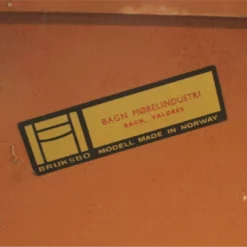 BAGN MØBELINDUSTRI
BAGN, VALDRES
BRUKSBO MODELL MADE IN NORWAY